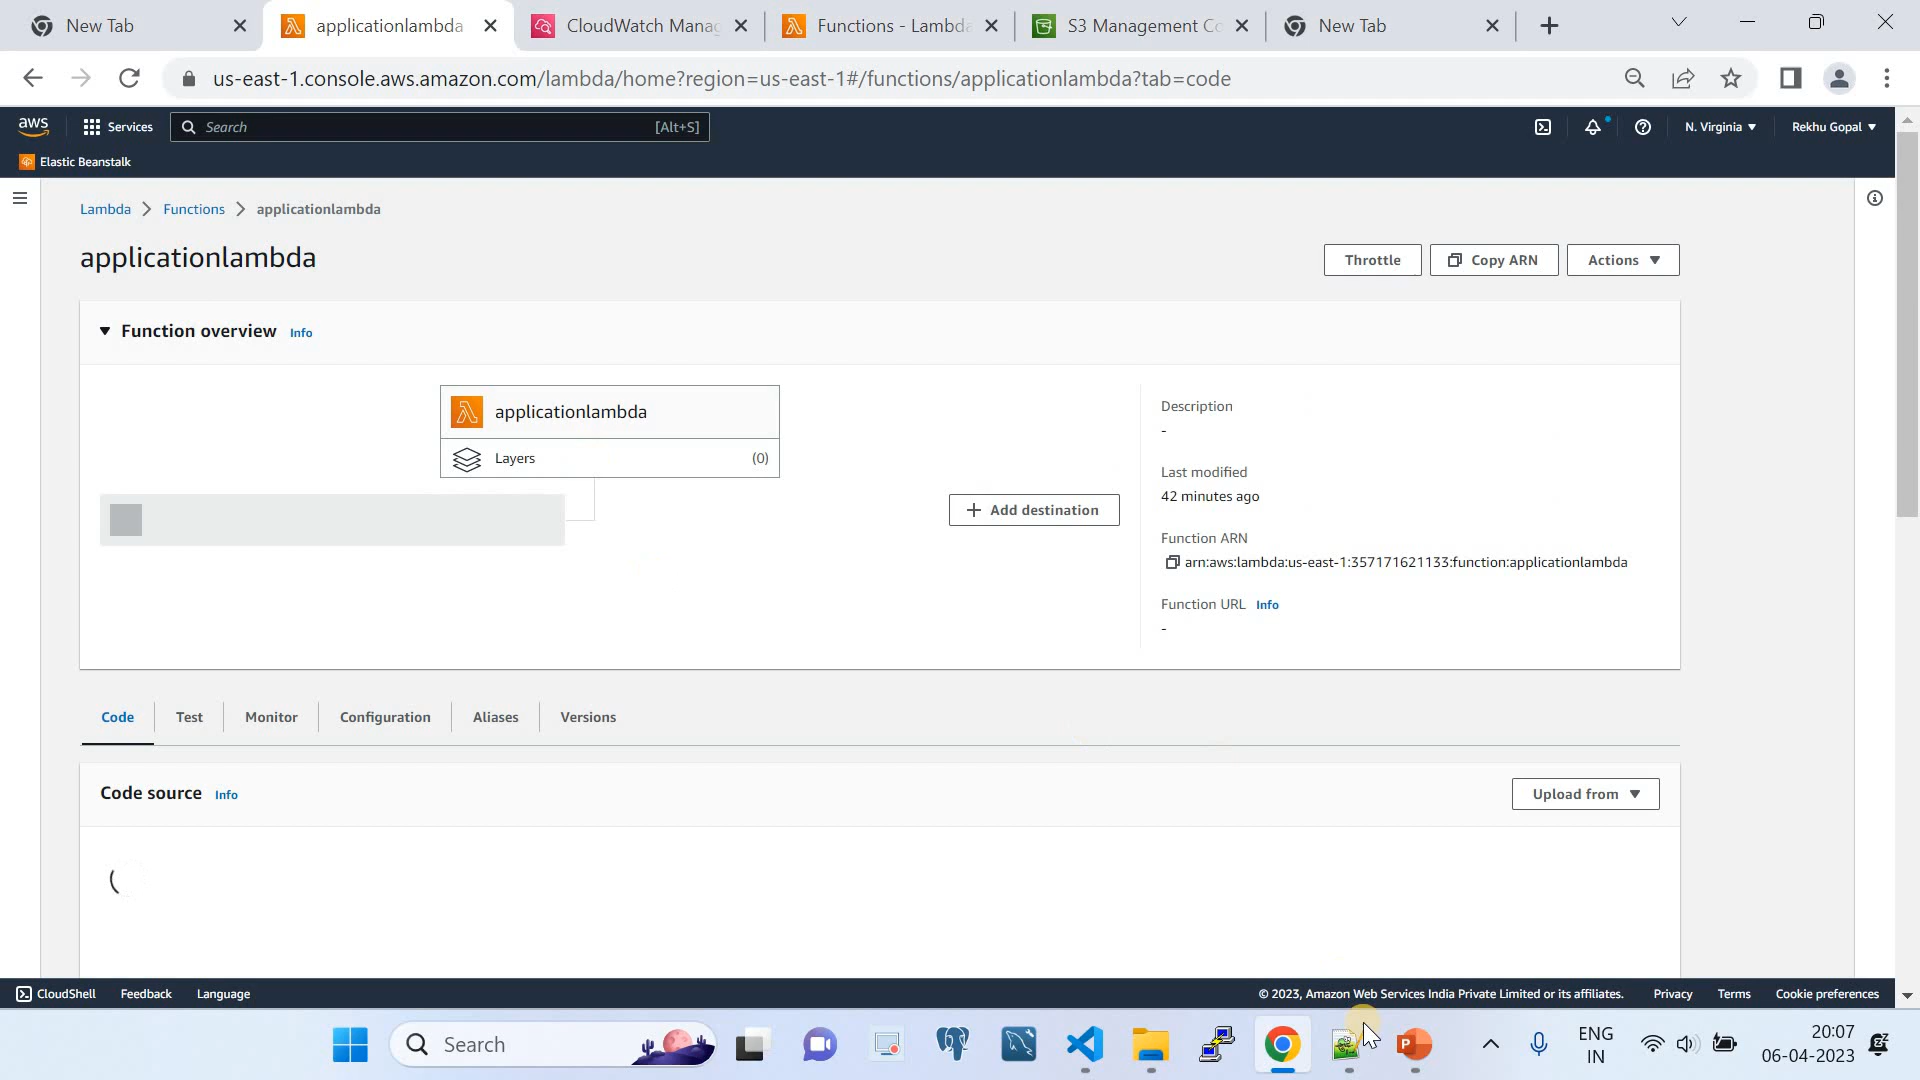 New Tab
applicationlambda
CloudWatch Manag
Functions - Lambda
S3 Management Co
New Tab
us-east-1.console.aws.amazon.com/lambda/home?region=us-east-1#/functions/applicationlambda?tab=code
aws
Services
Search
[Alt+S]
N. Virginia
Rekhu Gopal
Elastic Beanstalk
Lambda
Functions
applicationlambda
applicationlambda
Throttle
Copy ARN
Actions
Function overview
Info
applicationlambda
Layers
(0)
Add destination
Description
-
Last modified
42 minutes ago
Function ARN
arn:aws:lambda:us-east-1:357171621133:function:applicationlambda
Function URL
Info
-
Code
Test
Monitor
Configuration
Aliases
Versions
Code source
Info
Upload from
CloudShell
Feedback
Language
© 2023, Amazon Web Services India Private Limited or its affiliates.
Privacy
Terms
Cookie preferences
Search
P
ENG
IN
20:07
06-04-2023